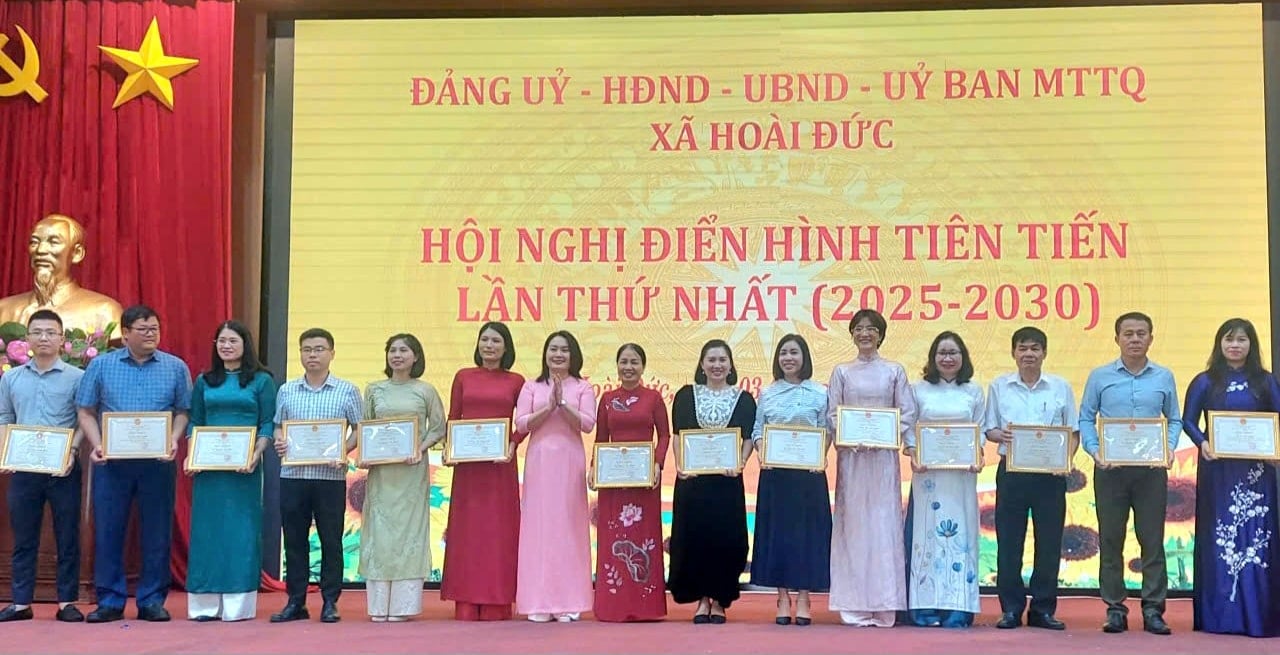 ĐẢNG UỶ - HĐND - UBND - UỶ BAN MTTQ
XÃ HOÀI ĐỨC
HỘI NGHỊ ĐIỂN HÌNH TIÊN TIẾN
LẦN THỨ NHẤT (2025-2030)
03